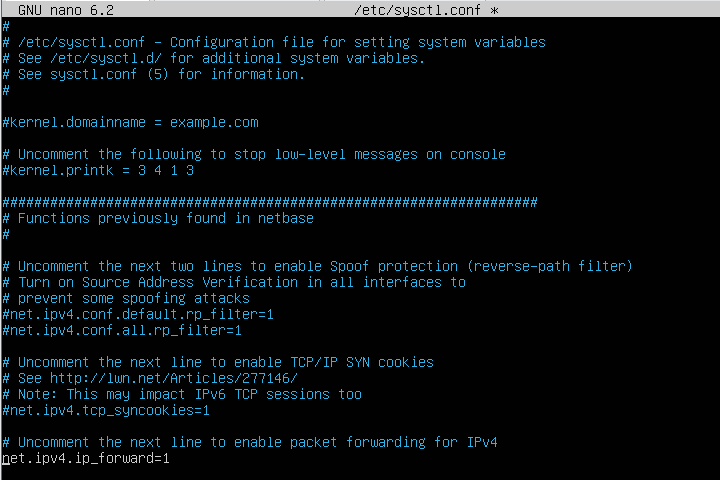 GNU nano 6.2 /etc/sysctl.conf *
#
# /etc/sysctl.conf - Configuration file for setting system variables
# See /etc/sysctl.d/ for additional system variables.
# See sysctl.conf (5) for information.
#
#kernel.domainname = example.com
# Uncomment the following to stop low-level messages on console
#kernel.printk = 3 4 1 3
###################################################################
# Functions previously found in netbase
#
# Uncomment the next two lines to enable Spoof protection (reverse-path filter)
# Turn on Source Address Verification in all interfaces to
# prevent some spoofing attacks
#net.ipv4.conf.default.rp_filter=1
#net.ipv4.conf.all.rp_filter=1
# Uncomment the next line to enable TCP/IP SYN cookies
# See http://lwn.net/Articles/277146/
# Note: This may impact IPv6 TCP sessions too
#net.ipv4.tcp_syncookies=1
# Uncomment the next line to enable packet forwarding for IPv4
net.ipv4.ip_forward=1